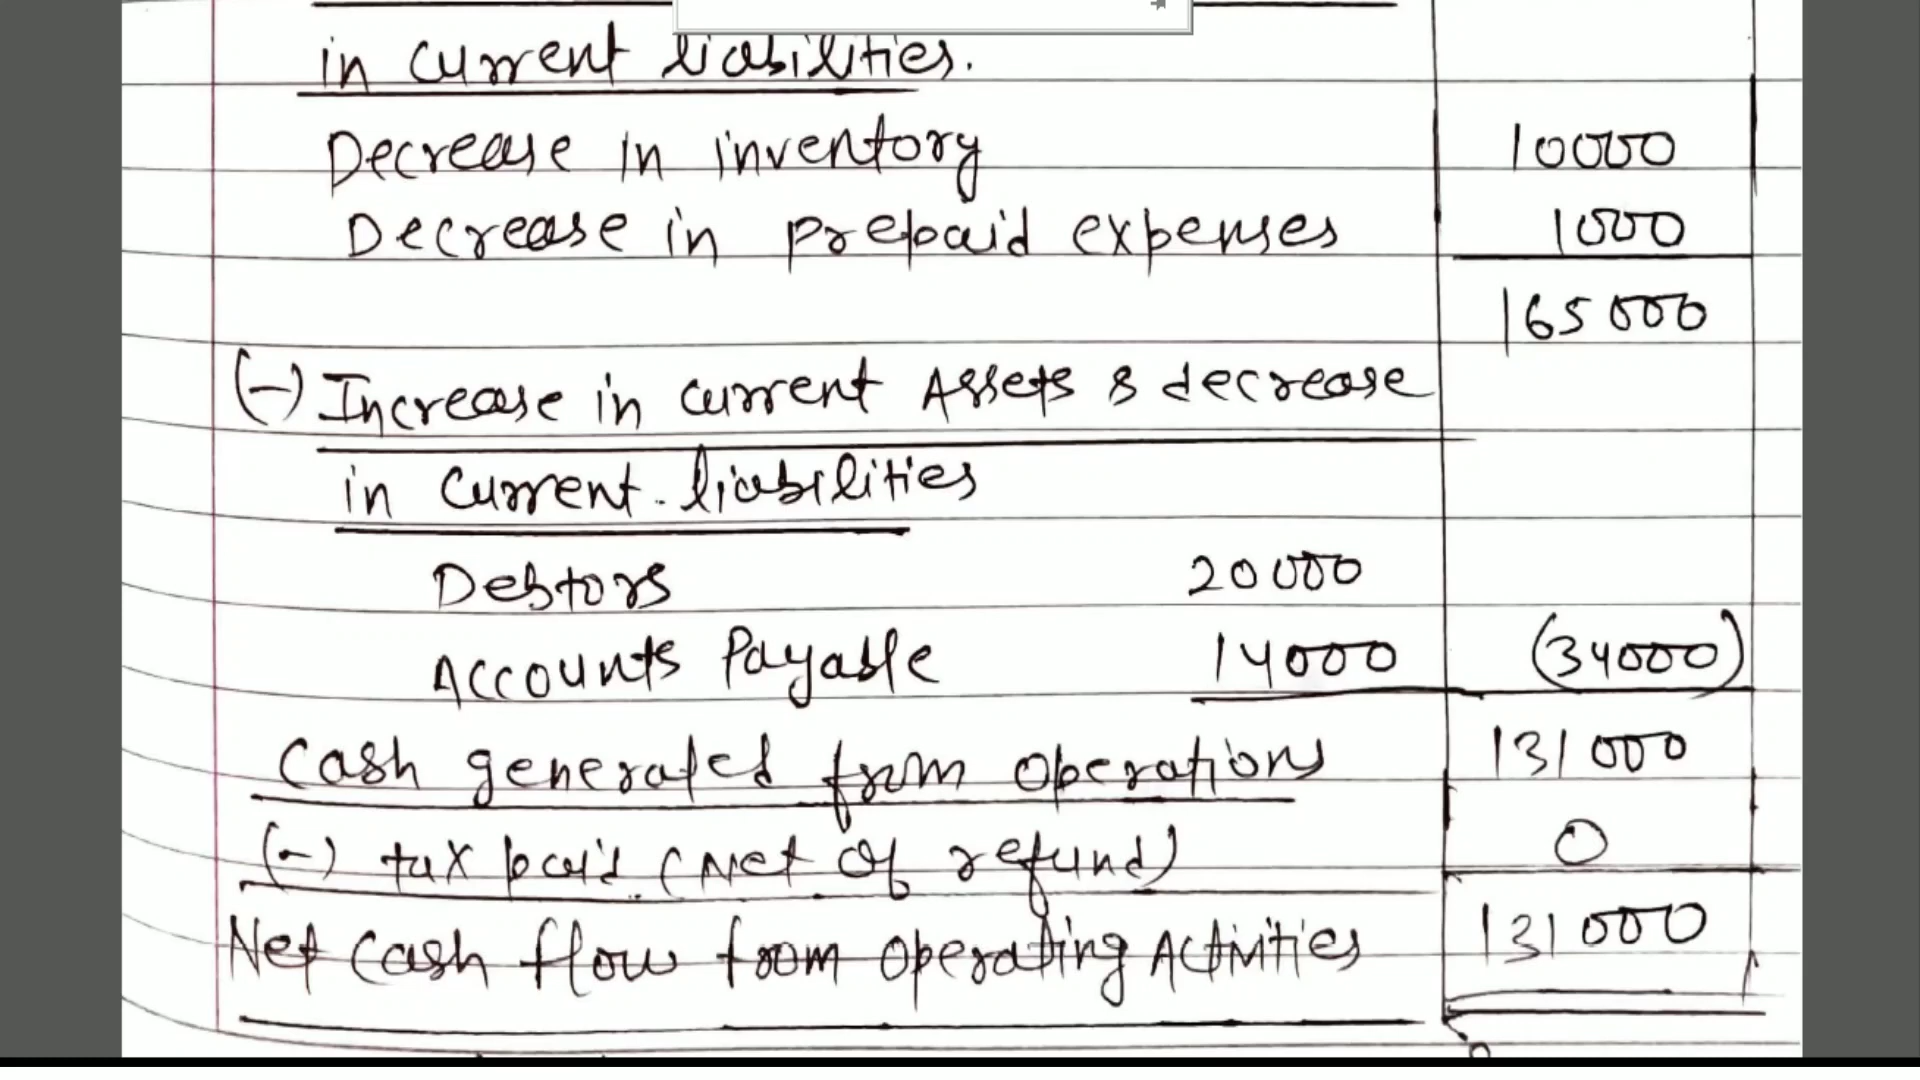 in current liabilities.
Decrease in inventory 10000
Decrease in prepaid expenses 1000
165000
(-) Increase in current Assets & decrease
in current liabilities
Debtors 20000
Accounts Payable 14000 (34000)
Cash generated from operations 131000
(-) tax paid (Net of refund) 0
Net cash flow from operating Activities 131000